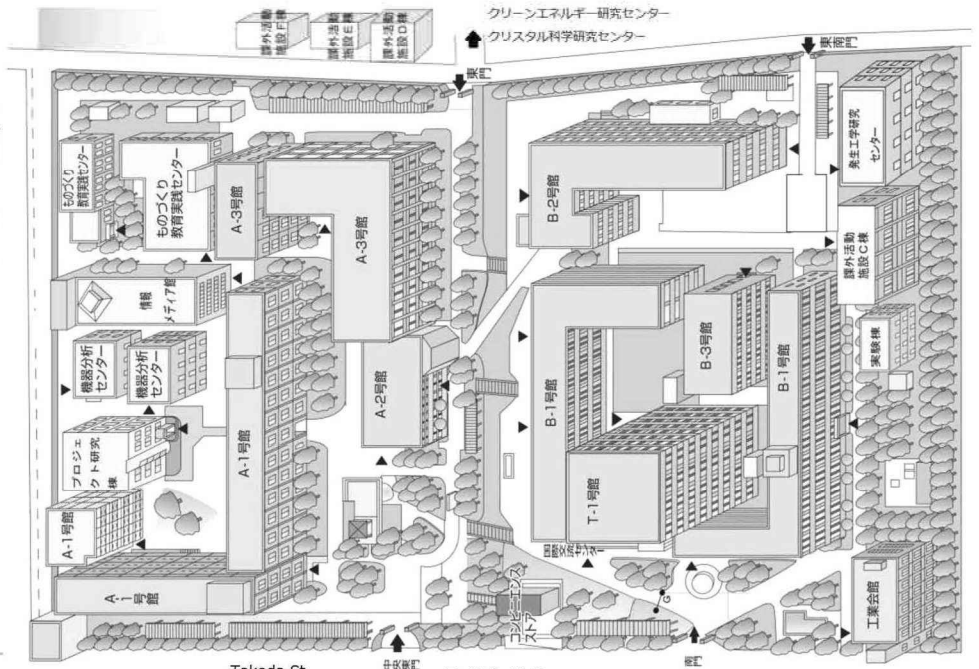 クリーンエネルギー研究センター
クリスタル科学研究センター
課外活動
施設F棟
課外活動
施設E棟
課外活動
施設D棟
東門
東南門
ものづくり
教育実践センター
ものづくり
教育実践センター
A-3号館
A-3号館
B-2号館
発生工学研究
センター
課外活動
施設C棟
情報
メディア館
機器分析
センター
機器分析
センター
A-2号館
B-1号館
B-3号館
B-1号館
実験棟
プロジェ
クト研究
棟
A-1号館
A-1号館
A-1号館
T-1号館
国際交流センター
コンビニエンス
ストア
G
工業会館
中央東門
南門
Takeda St.